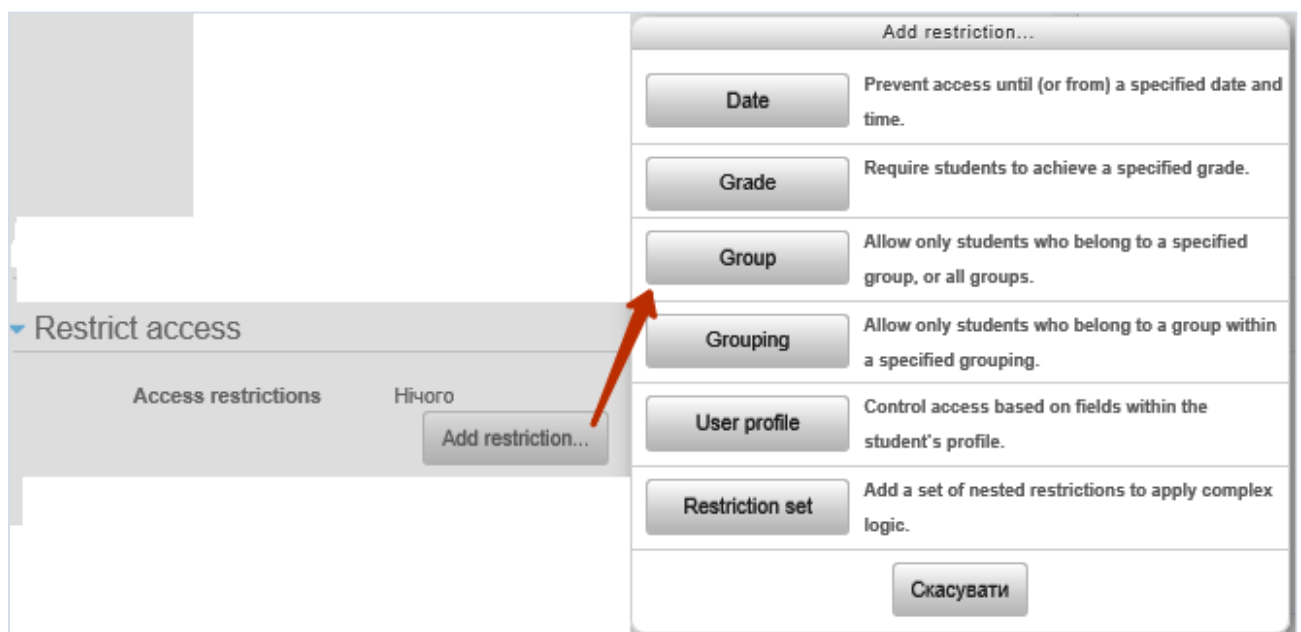 Add restriction...
Date
Prevent access until (or from) a specified date and
time.
Grade
Require students to achieve a specified grade.
Group
Allow only students who belong to a specified
group, or all groups.
Grouping
Allow only students who belong to a group within
a specified grouping.
User profile
Control access based on fields within the
student's profile.
Restriction set
Add a set of nested restrictions to apply complex
logic.
Скасувати
Restrict access
Access restrictions
Нічого
Add restriction...